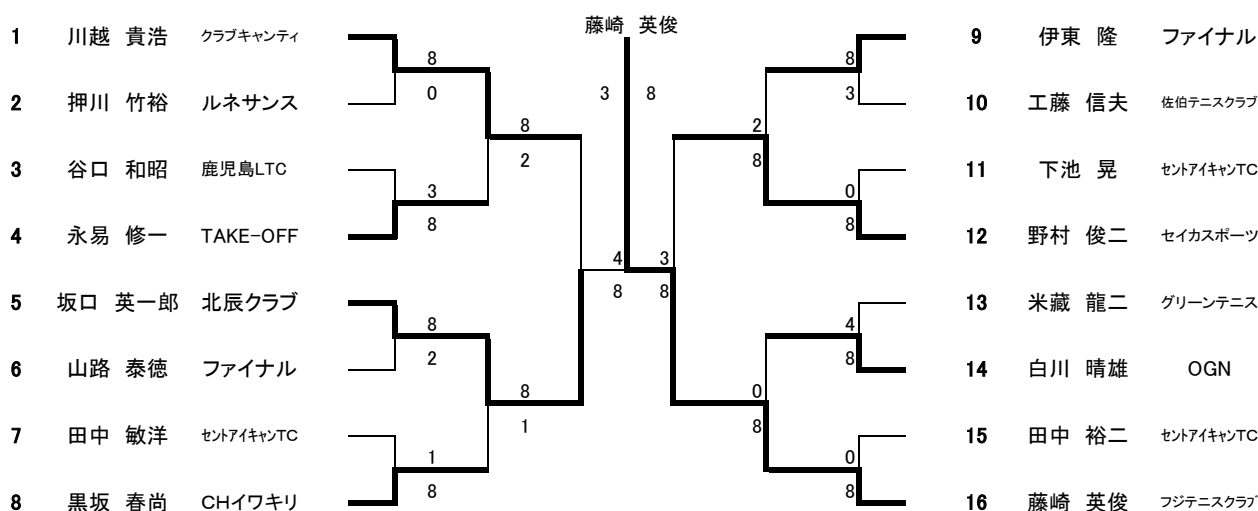 藤崎 英俊
3 8
1 川越 貴浩 クラブキャンティ
8
0
2 押川 竹裕 ルネサンス
8
2
3 谷口 和昭 鹿児島LTC
3
8
4 永易 修一 TAKE-OFF
4
8
5 坂口 英一郎 北辰クラブ
8
2
6 山路 泰徳 ファイナル
8
1
7 田中 敏洋 セントアイキャンTC
1
8
8 黒坂 春尚 CHイワキリ
9 伊東 隆 ファイナル
8
3
10 工藤 信夫 佐伯テニスクラブ
2
8
11 下池 晃 セントアイキャンTC
0
8
12 野村 俊二 セイカスポーツ
3
8
13 米藏 龍二 グリーンテニス
4
8
14 白川 晴雄 OGN
0
8
15 田中 裕二 セントアイキャンTC
0
8
16 藤崎 英俊 フジテニスクラブ